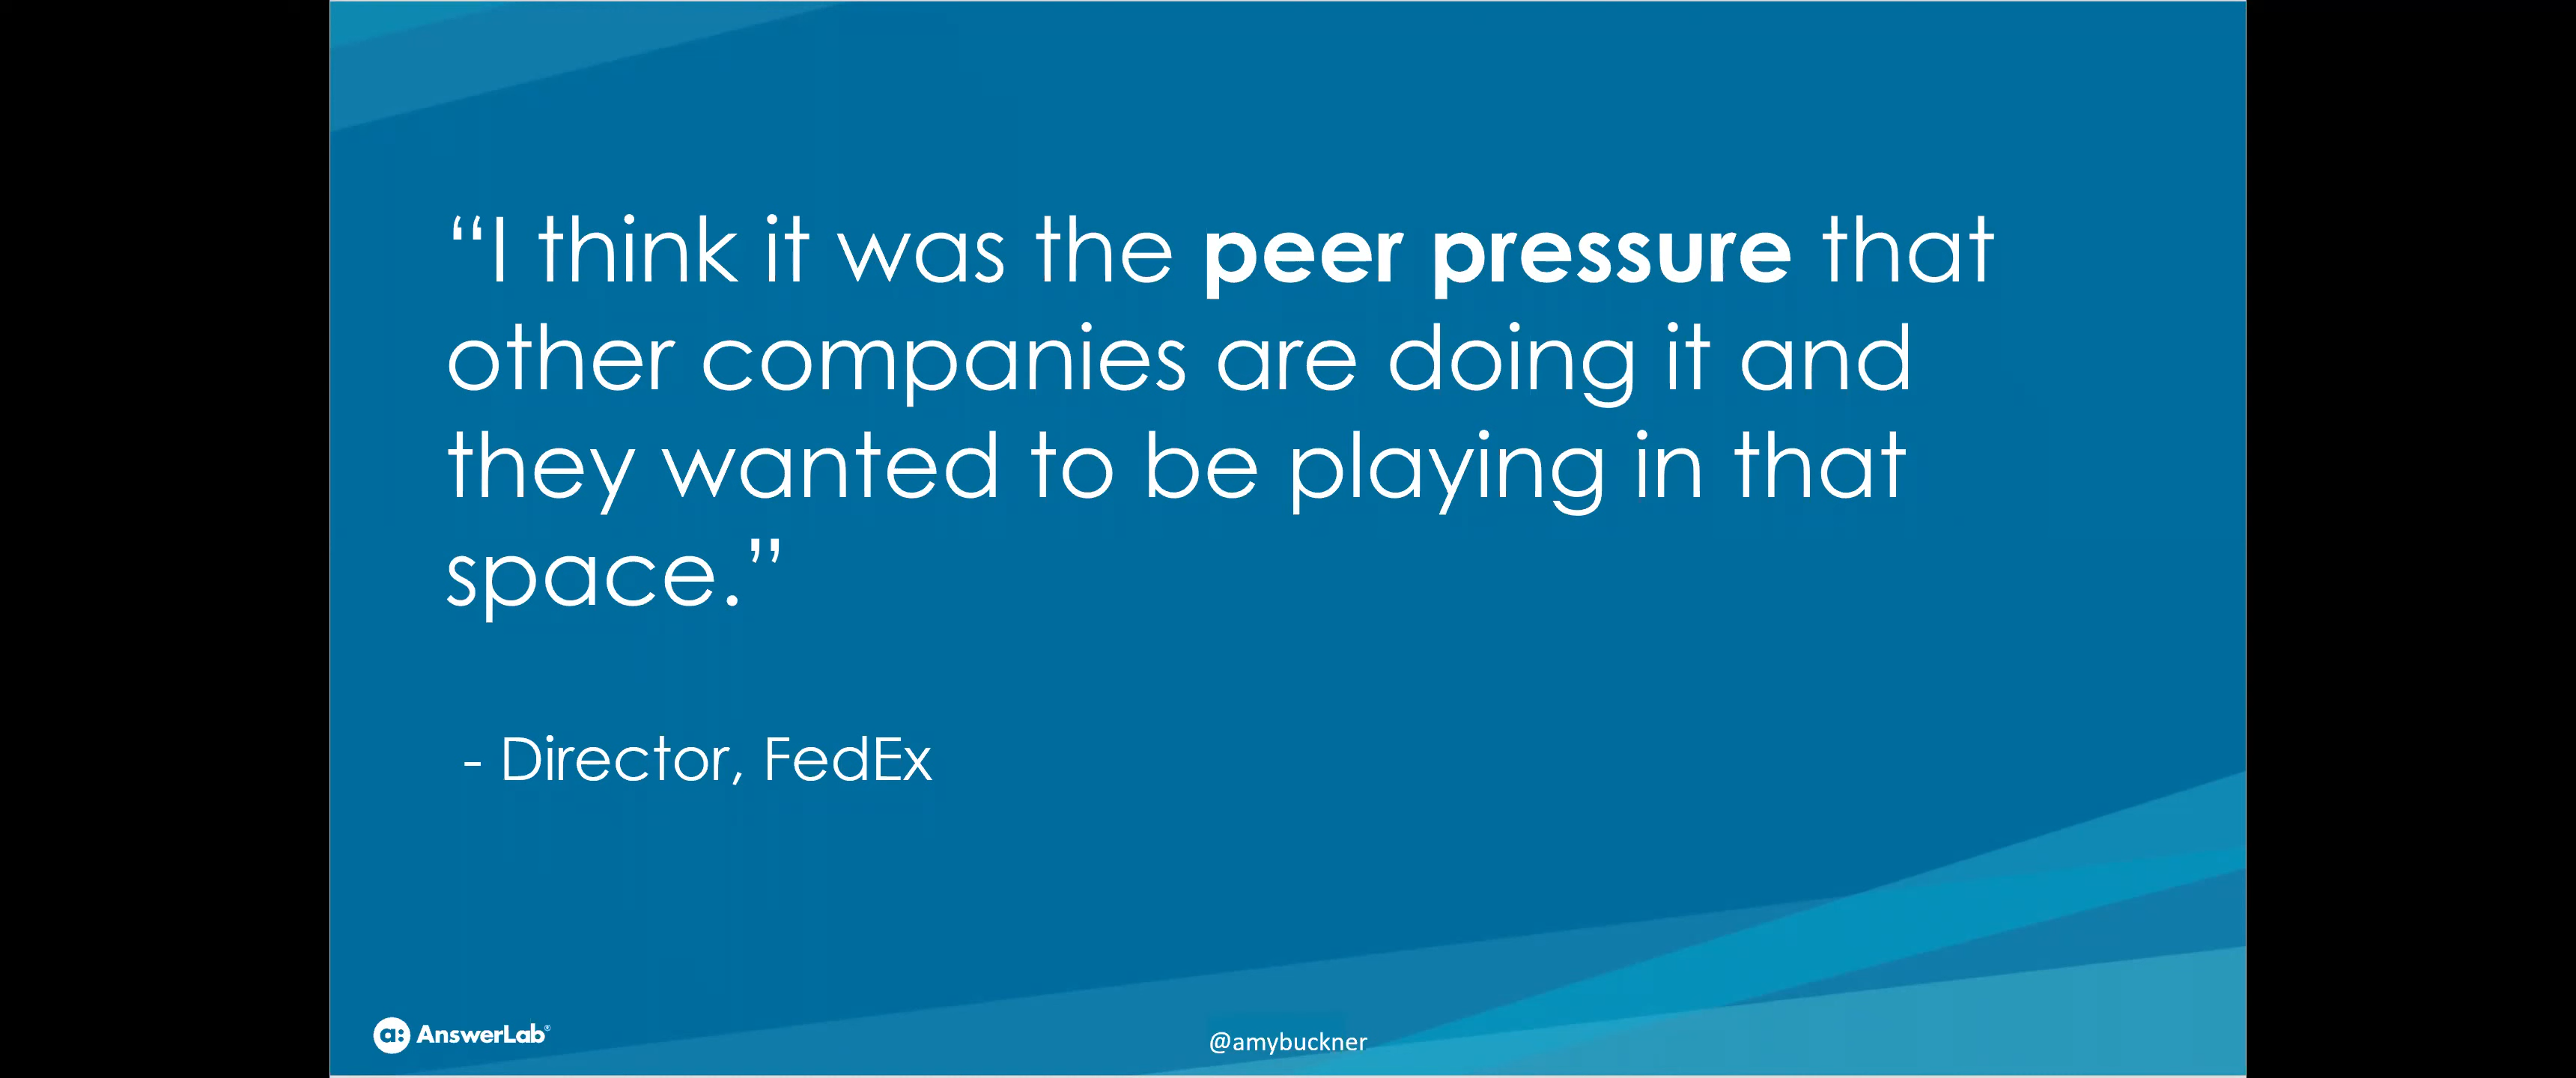 “I think it was the peer pressure that
other companies are doing it and
they wanted to be playing in that
space.”
- Director, FedEx
a: AnswerLab®
@amybuckner